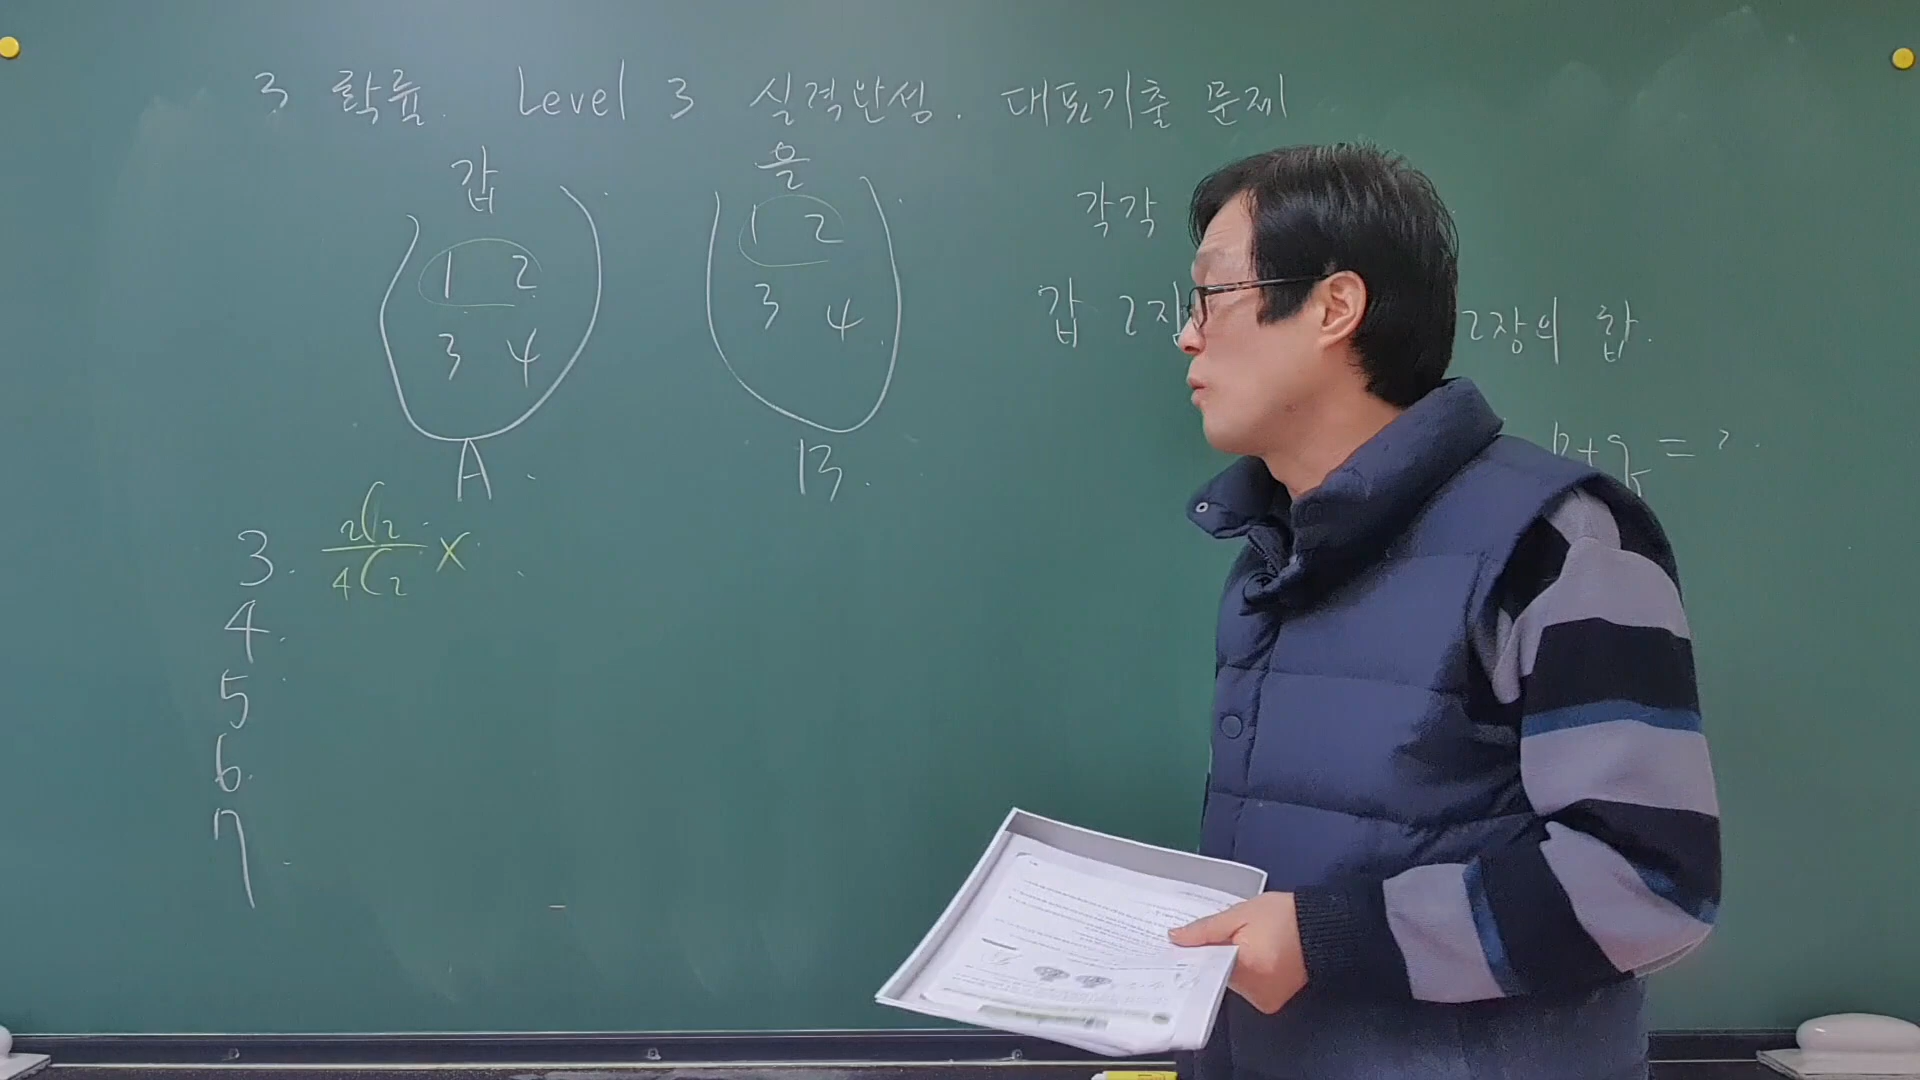 3 확률. Level 3 실력완성. 대표기출 문제
갑 을
1 2
3 4
A.
1 2
3 4
B.
각각
갑 2장
2장의 합.
p+q = ?
3. 2C2 / 4C2 ×
4.
5
6.
7